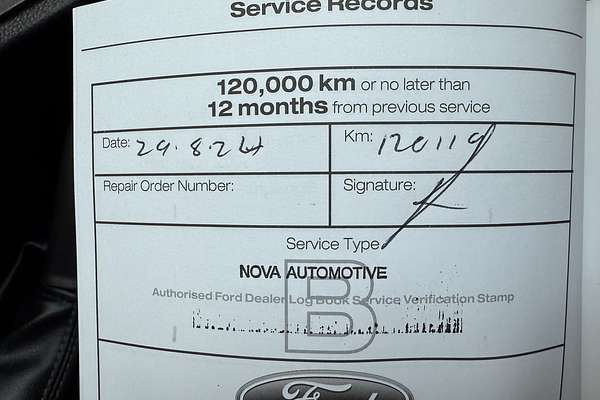 Service Records
120,000 km or no later than
12 months from previous service
Date: 29.8.24 Km: 120119
Repair Order Number: Signature:
Service Type
B
NOVA AUTOMOTIVE
Authorised Ford Dealer Log Book Service Verification Stamp